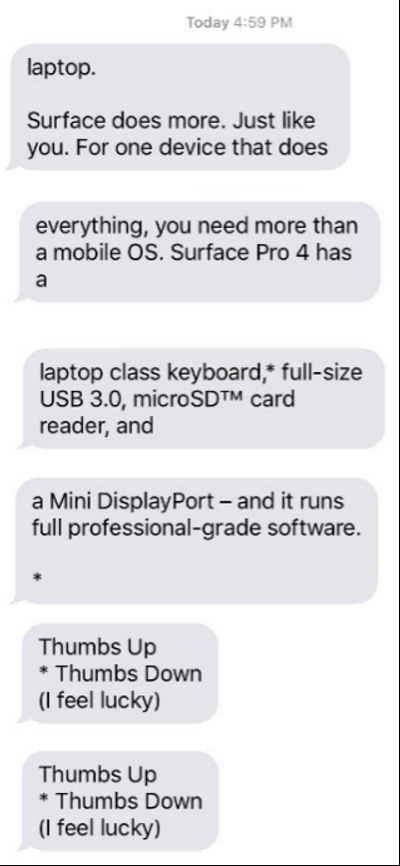 Today 4:59 PM
laptop.
Surface does more. Just like
you. For one device that does
everything, you need more than
a mobile OS. Surface Pro 4 has
a
laptop class keyboard,* full-size
USB 3.0, microSD™ card
reader, and
a Mini DisplayPort – and it runs
full professional-grade software.
*
Thumbs Up
* Thumbs Down
(I feel lucky)
Thumbs Up
* Thumbs Down
(I feel lucky)